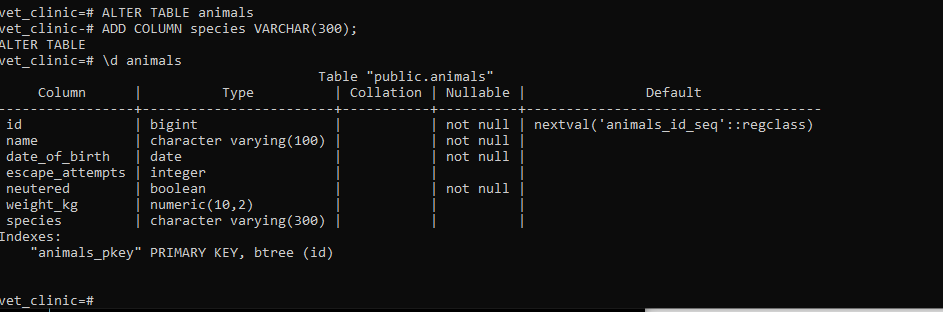 vet_clinic=# ALTER TABLE animals
vet_clinic-# ADD COLUMN species VARCHAR(300);
ALTER TABLE
vet_clinic=# \d animals
                                        Table "public.animals"
     Column      |          Type          | Collation | Nullable |               Default
-----------------+------------------------+-----------+----------+-------------------------------------
 id              | bigint                 |           | not null | nextval('animals_id_seq'::regclass)
 name            | character varying(100) |           | not null |
 date_of_birth   | date                   |           | not null |
 escape_attempts | integer                |           |          |
 neutered        | boolean                |           | not null |
 weight_kg       | numeric(10,2)          |           |          |
 species         | character varying(300) |           |          |
Indexes:
    "animals_pkey" PRIMARY KEY, btree (id)
vet_clinic=#